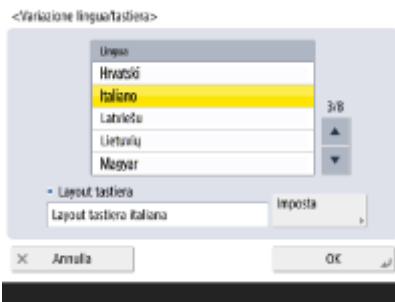 <Variazione lingua/tastiera>
Lingua
Hrvatski
Italiano
Latviešu
Lietuvių
Magyar
3/8
Layout tastiera
Layout tastiera italiana
Imposta
Annulla
OK